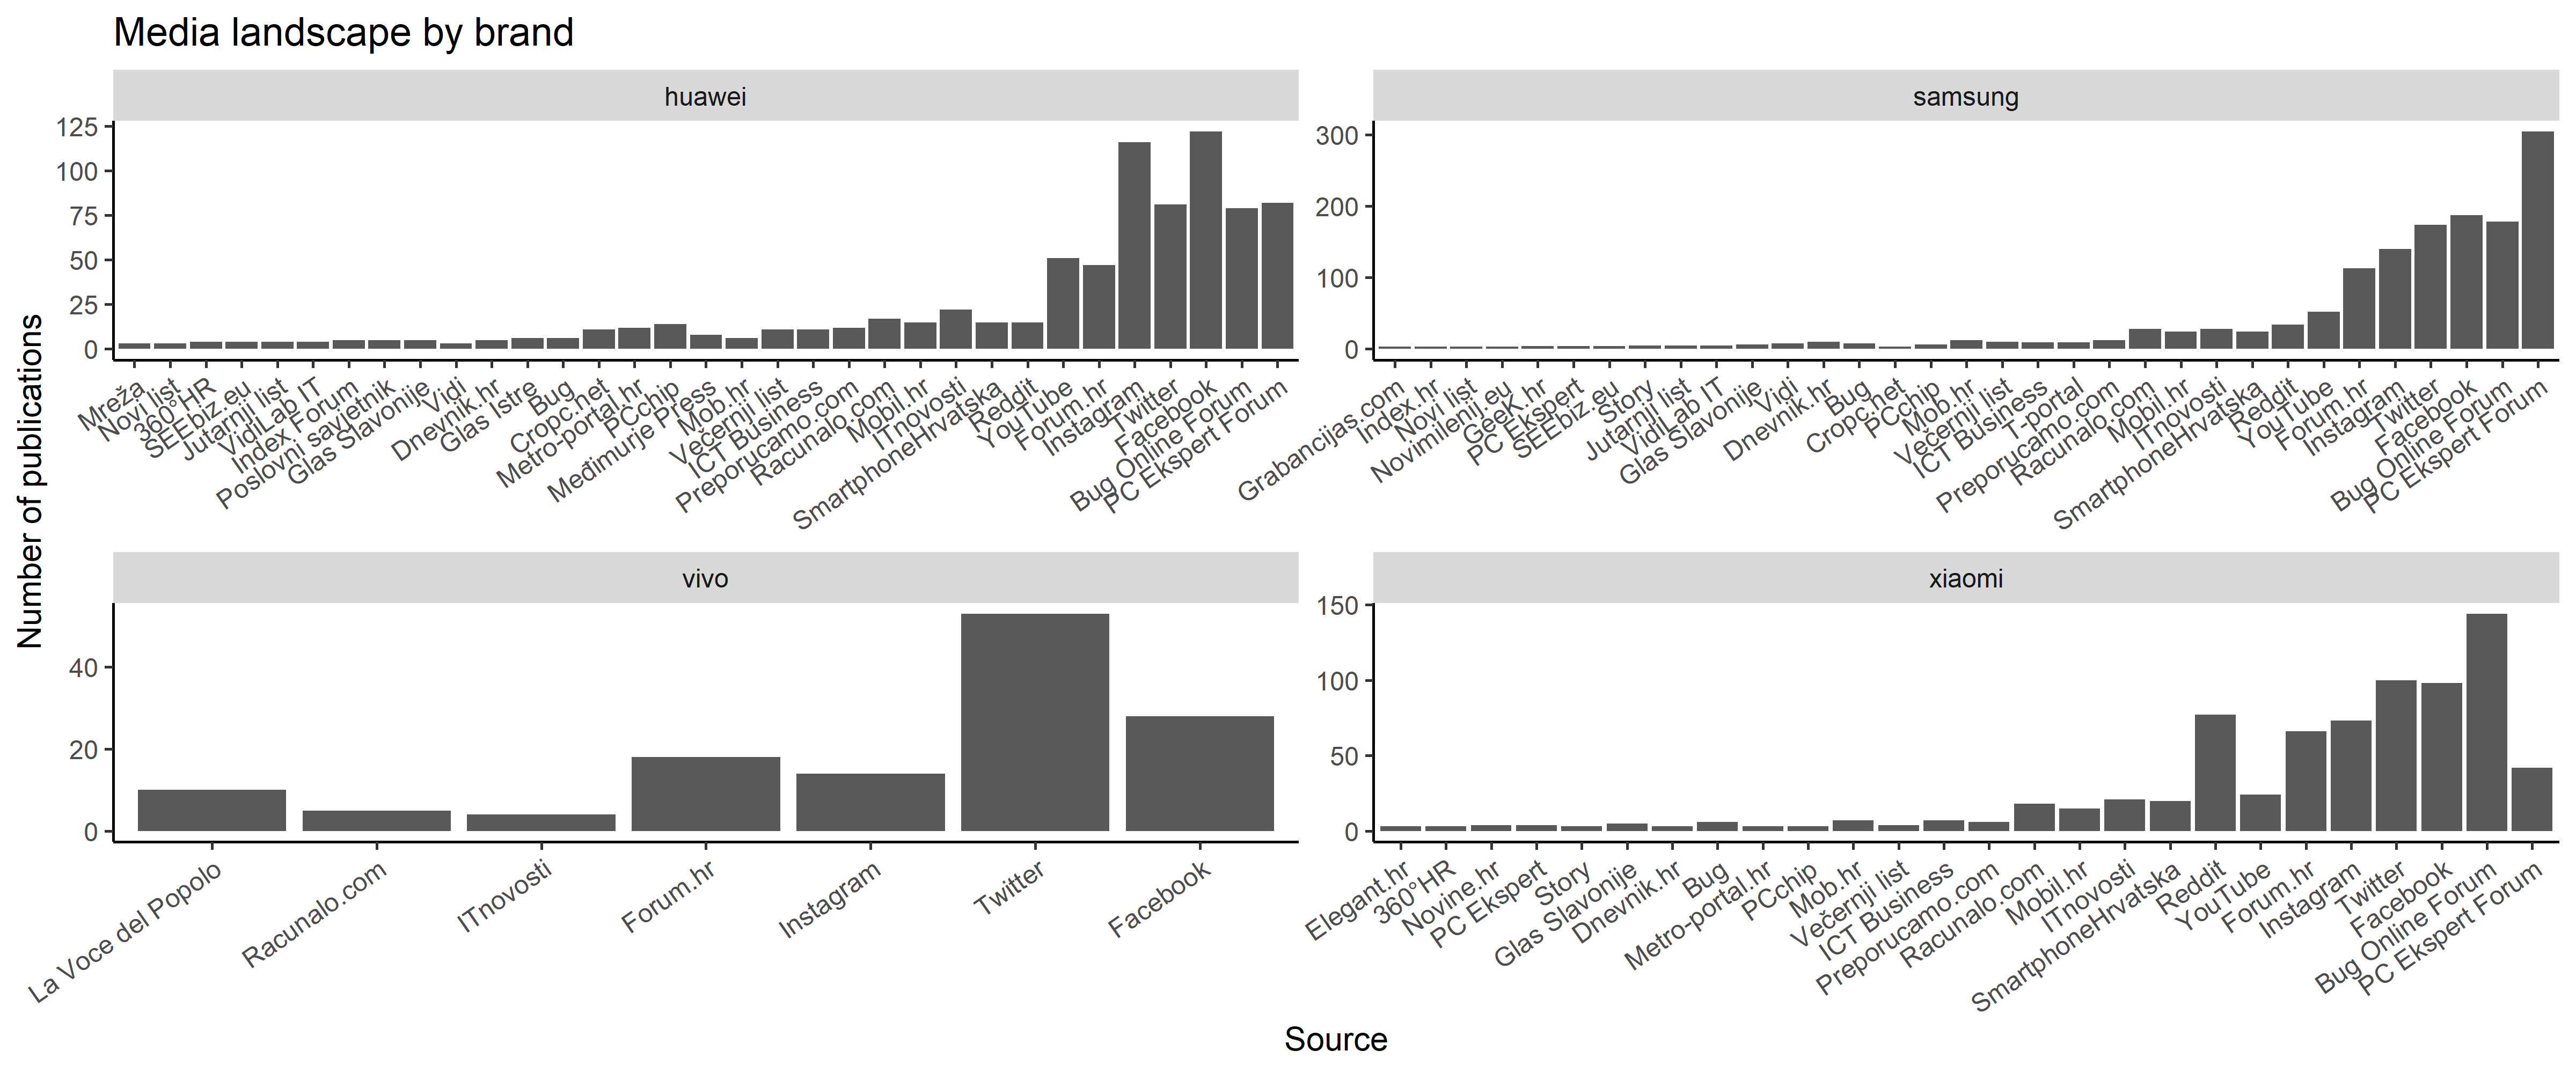 Media landscape by brand
huawei
samsung
Number of publications
125
100
75
50
25
0
Mreža
Novi list
360°HR
SEEbiz.eu
Jutarnji list
VidiLab IT
Index Forum
Poslovni savjetnik
Glas Slavonije
Vidi
Dnevnik.hr
Glas Istre
Bug
Cropc.net
Metro-portal.hr
PCchip
Međimurje Press
Mob.hr
Večernji list
ICT Business
Preporucamo.com
Racunalo.com
Mobil.hr
ITnovosti
SmartphoneHrvatska
Reddit
YouTube
Forum.hr
Instagram
Twitter
Facebook
Bug Online Forum
PC Ekspert Forum
300
200
100
0
Grabancijas.com
Index.hr
Novi list
Novimilenij.eu
GeeK.hr
PC Ekspert
SEEbiz.eu
Story
Jutarnji list
VidiLab IT
Glas Slavonije
Vidi
Dnevnik.hr
Bug
Cropc.net
PCchip
Mob.hr
Večernji list
ICT Business
T-portal
Preporucamo.com
Racunalo.com
Mobil.hr
ITnovosti
SmartphoneHrvatska
Reddit
YouTube
Forum.hr
Instagram
Twitter
Facebook
Bug Online Forum
PC Ekspert Forum
vivo
xiaomi
40
20
0
La Voce del Popolo
Racunalo.com
ITnovosti
Forum.hr
Instagram
Twitter
Facebook
150
100
50
0
Elegant.hr
360°HR
Novine.hr
PC Ekspert
Story
Glas Slavonije
Dnevnik.hr
Bug
Metro-portal.hr
PCchip
Mob.hr
Večernji list
ICT Business
Preporucamo.com
Racunalo.com
Mobil.hr
ITnovosti
SmartphoneHrvatska
Reddit
YouTube
Forum.hr
Instagram
Twitter
Facebook
Bug Online Forum
PC Ekspert Forum
Source